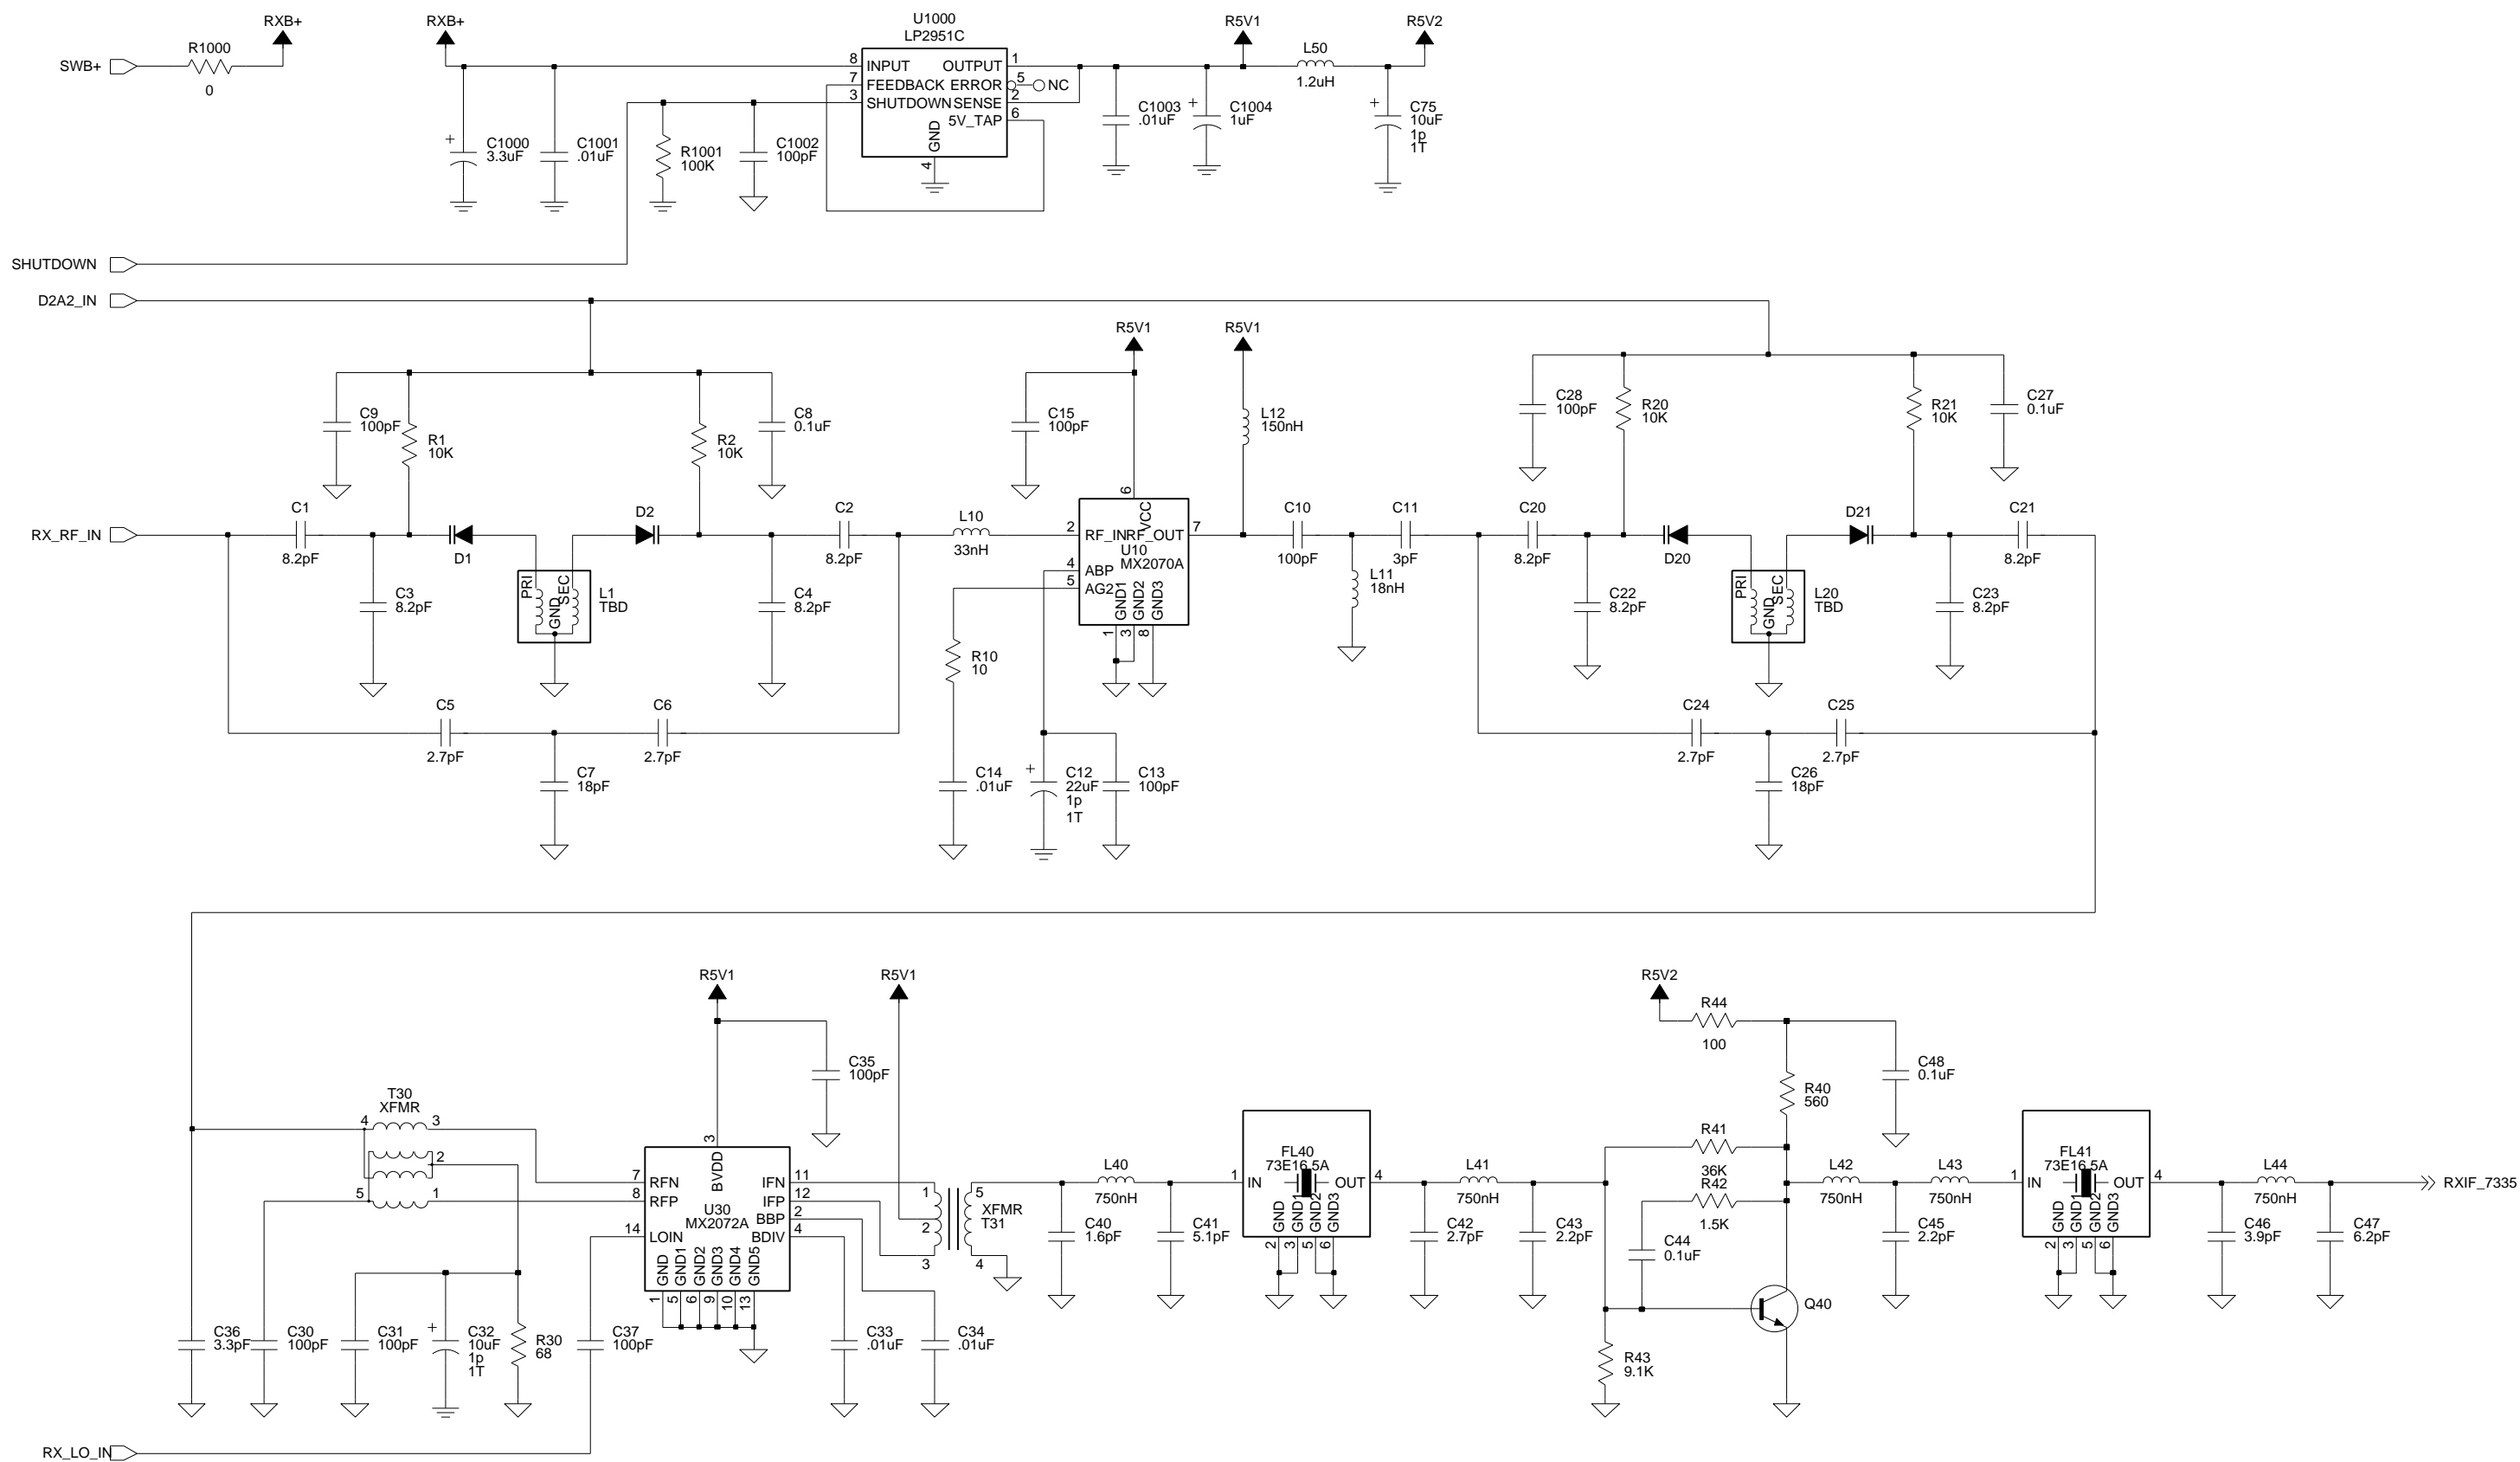 RXB+
RXB+
U1000
LP2951C
R5V1
R5V2
SWB+
R1000
0
8
INPUT
OUTPUT
1
7
FEEDBACK
ERROR
5
NC
3
SHUTDOWN
SENSE
2
5V_TAP
6
GND
4
L50
1.2uH
C1000
3.3uF
C1001
.01uF
R1001
100K
C1002
100pF
C1003
.01uF
C1004
1uF
C75
10uF
1p
1T
SHUTDOWN
D2A2_IN
R5V1
R5V1
C9
100pF
R1
10K
R2
10K
C8
0.1uF
C15
100pF
L12
150nH
C28
100pF
R20
10K
R21
10K
C27
0.1uF
RX_RF_IN
C1
8.2pF
D1
D2
C2
8.2pF
L10
33nH
6
VCC
2
RF_IN
RF_OUT
7
U10
MX2070A
4
ABP
5
AG2
GND1
GND2
GND3
1
3
8
C10
100pF
C11
3pF
C20
8.2pF
D20
D21
C21
8.2pF
C3
8.2pF
PRI
GND
SEC
L1
TBD
C4
8.2pF
L11
18nH
C22
8.2pF
PRI
GND
SEC
L20
TBD
C23
8.2pF
R10
10
C5
2.7pF
C6
2.7pF
C7
18pF
C14
.01uF
C12
22uF
1p
1T
C13
100pF
C24
2.7pF
C25
2.7pF
C26
18pF
R5V1
R5V1
R5V2
R44
100
C35
100pF
R40
560
C48
0.1uF
T30
XFMR
4
3
2
5
1
3
BVDD
7
RFN
8
RFP
14
LOIN
U30
MX2072A
IFN
11
IFP
12
BBP
2
BDIV
4
GND
GND1
GND2
GND3
GND4
GND5
1
5
6
9
10
13
1
2
3
5
4
XFMR
T31
L40
750nH
C40
1.6pF
C41
5.1pF
FL40
73E16.5A
1
IN
OUT
4
GND
GND1
GND2
GND3
2
3
5
6
L41
750nH
C42
2.7pF
C43
2.2pF
R41
36K
R42
1.5K
C44
0.1uF
Q40
R43
9.1K
L42
750nH
L43
750nH
C45
2.2pF
FL41
73E16.5A
1
IN
OUT
4
GND
GND1
GND2
GND3
2
3
5
6
L44
750nH
C46
3.9pF
C47
6.2pF
RXIF_7335
C36
3.3pF
C30
100pF
C31
100pF
C32
10uF
1p
1T
R30
68
C37
100pF
C33
.01uF
C34
.01uF
RX_LO_IN